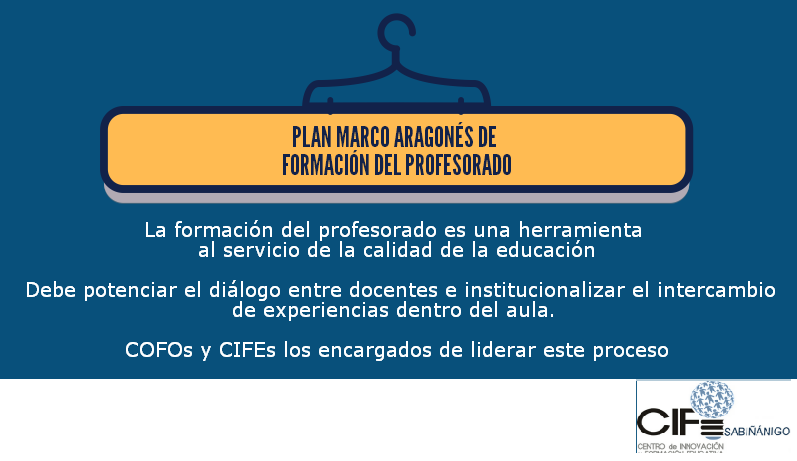 PLAN MARCO ARAGONÉS DE
FORMACIÓN DEL PROFESORADO
La formación del profesorado es una herramienta
al servicio de la calidad de la educación
Debe potenciar el diálogo entre docentes e institucionalizar el intercambio
de experiencias dentro del aula.
COFOs y CIFEs los encargados de liderar este proceso
CIFE SABIÑÁNIGO
CENTRO de INNOVACIÓN
y FORMACIÓN EDUCATIVA